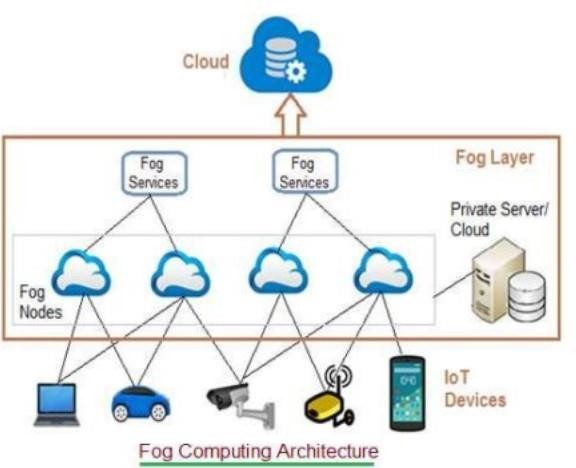 Cloud
Fog Layer
Fog
Services
Fog
Services
Private Server/
Cloud
Fog
Nodes
IoT
Devices
Fog Computing Architecture